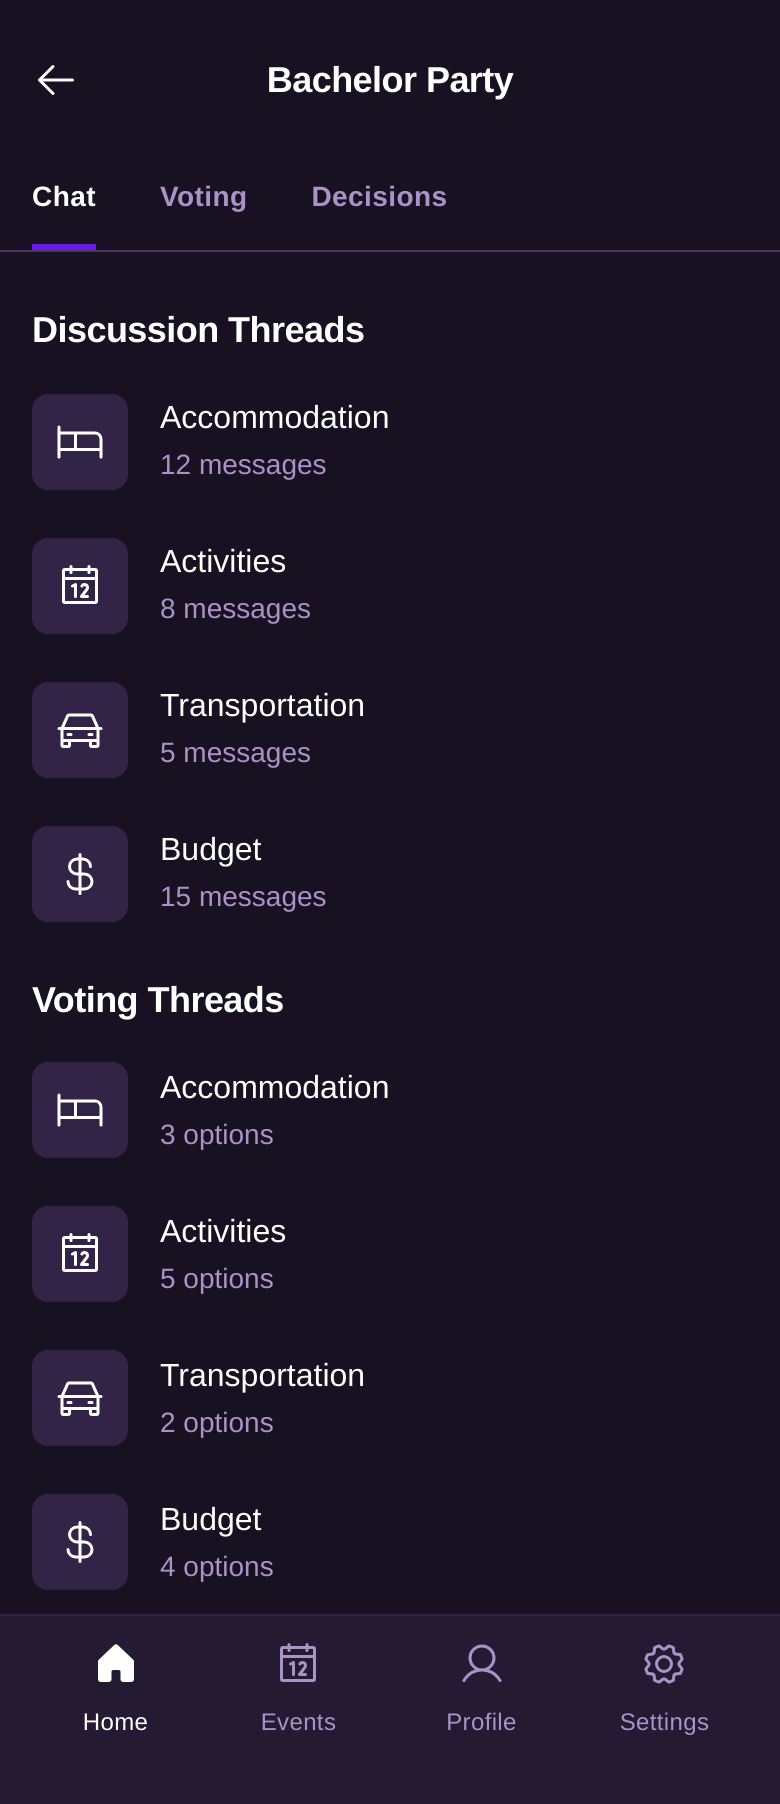 Bachelor Party
Chat Voting Decisions
Discussion Threads
Accommodation
12 messages
12
Activities
8 messages
Transportation
5 messages
$
Budget
15 messages
Voting Threads
Accommodation
3 options
12
Activities
5 options
Transportation
2 options
$
Budget
4 options
12
Home Events Profile Settings